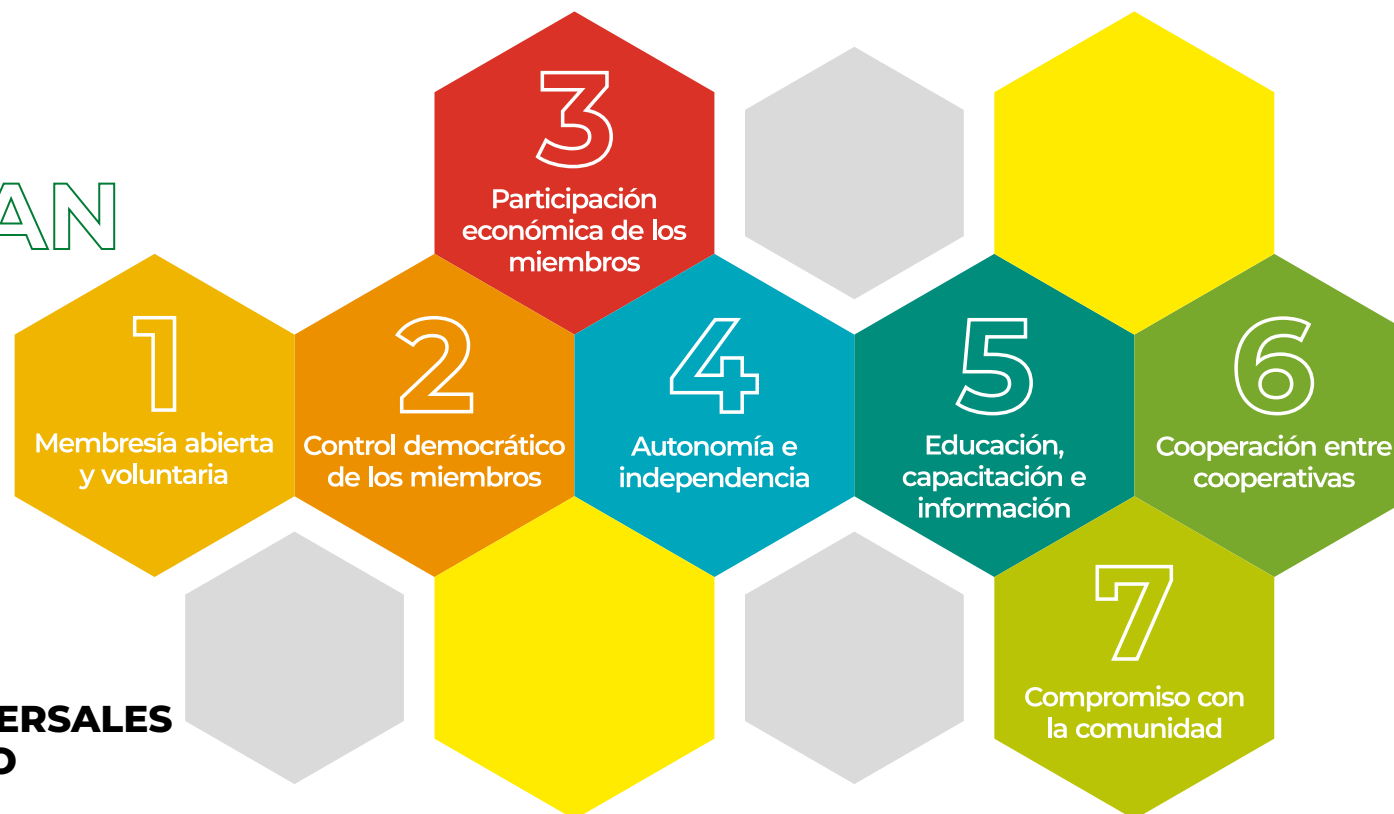 AN
1
Membresía abierta
y voluntaria
2
Control democrático
de los miembros
3
Participación
económica de los
miembros
4
Autonomía e
independencia
5
Educación,
capacitación e
información
6
Cooperación entre
cooperativas
7
Compromiso con
la comunidad
ERSALES
O